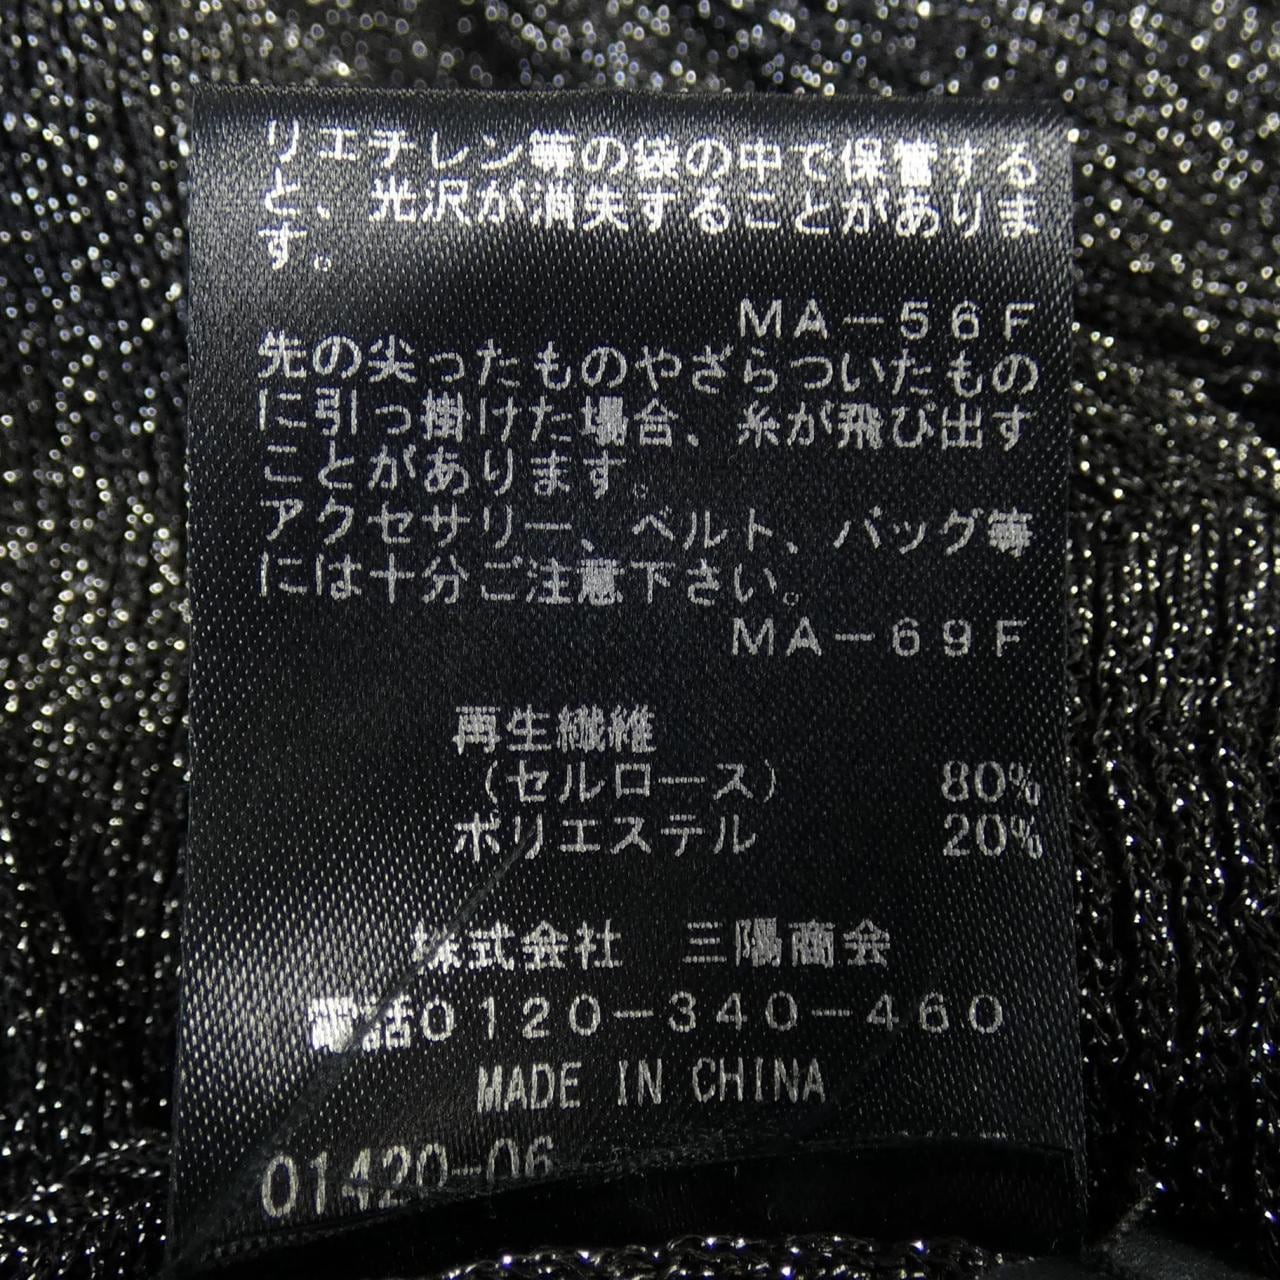 リエチレン等の袋の中で保管する
と、光沢が消失することがありま
す。
MA-56F
先の尖ったものやざらついたもの
に引っ掛けた場合、糸が飛び出す
ことがあります。
アクセサリー、ベルト、バッグ等
には十分ご注意下さい。
MA-69F
再生繊維
(セルロース) 80%
ポリエステル 20%
株式会社 三陽商会
電話0120-340-460
MADE IN CHINA
01420-06